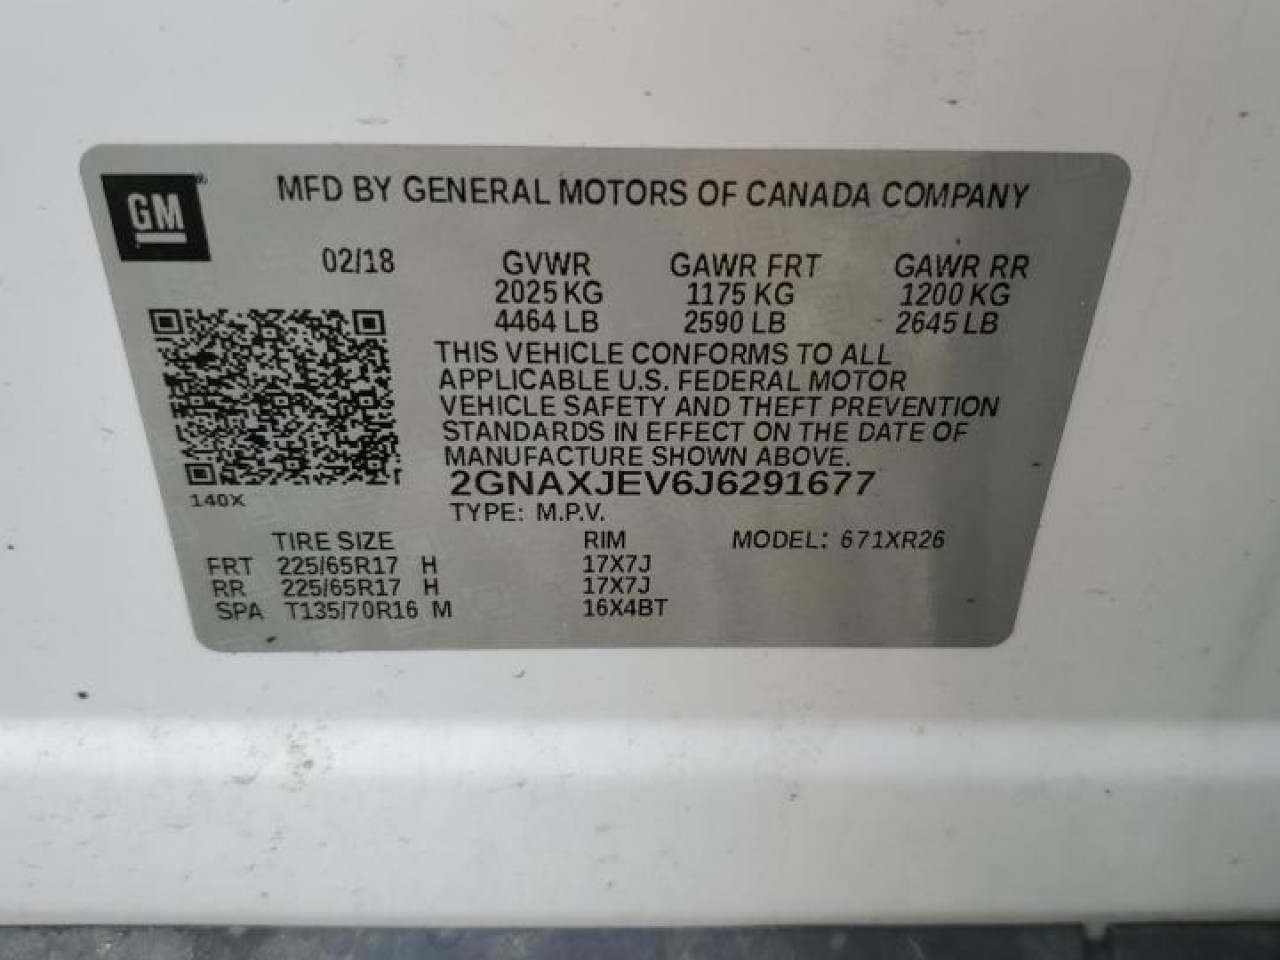 GM
MFD BY GENERAL MOTORS OF CANADA COMPANY
02/18 GVWR GAWR FRT GAWR RR
2025 KG 1175 KG 1200 KG
4464 LB 2590 LB 2645 LB
THIS VEHICLE CONFORMS TO ALL
APPLICABLE U.S. FEDERAL MOTOR
VEHICLE SAFETY AND THEFT PREVENTION
STANDARDS IN EFFECT ON THE DATE OF
MANUFACTURE SHOWN ABOVE.
2GNAXJEV6J6291677
140X
TYPE: M.P.V.
TIRE SIZE RIM MODEL: 671XR26
FRT 225/65R17 H 17X7J
RR 225/65R17 H 17X7J
SPA T135/70R16 M 16X4BT